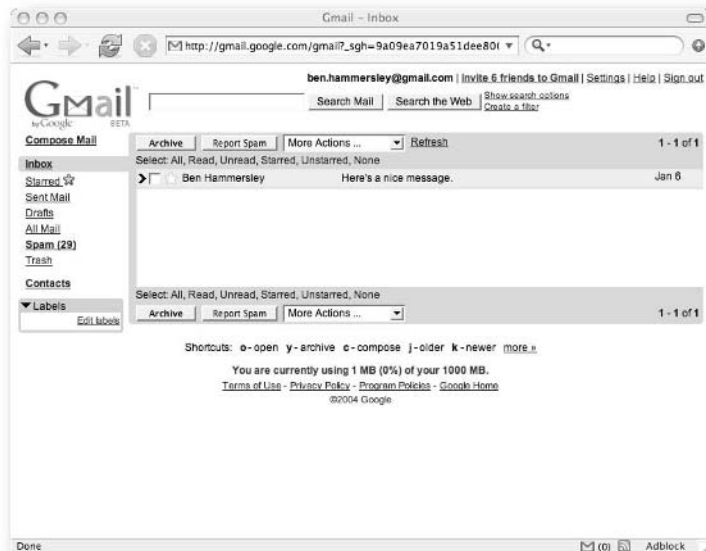 Gmail - Inbox
http://gmail.google.com/gmail?_sgh=9a09ea7019a51dee80(
ben.hammersley@gmail.com | Invite 6 friends to Gmail | Settings | Help | Sign out
Gmail
by Google BETA
Search Mail Search the Web Show search options
Create a filter
Compose Mail
Archive Report Spam More Actions ... Refresh 1 - 1 of 1
Select: All, Read, Unread, Starred, Unstarred, None
Inbox
Ben Hammersley Here's a nice message. Jan 6
Starred
Sent Mail
Drafts
All Mail
Spam (29)
Trash
Contacts
Labels
Edit labels
Select: All, Read, Unread, Starred, Unstarred, None
Archive Report Spam More Actions ... 1 - 1 of 1
Shortcuts: o - open y - archive c - compose j - older k - newer more »
You are currently using 1 MB (0%) of your 1000 MB.
Terms of Use - Privacy Policy - Program Policies - Google Home
©2004 Google
Done (0) Adblock